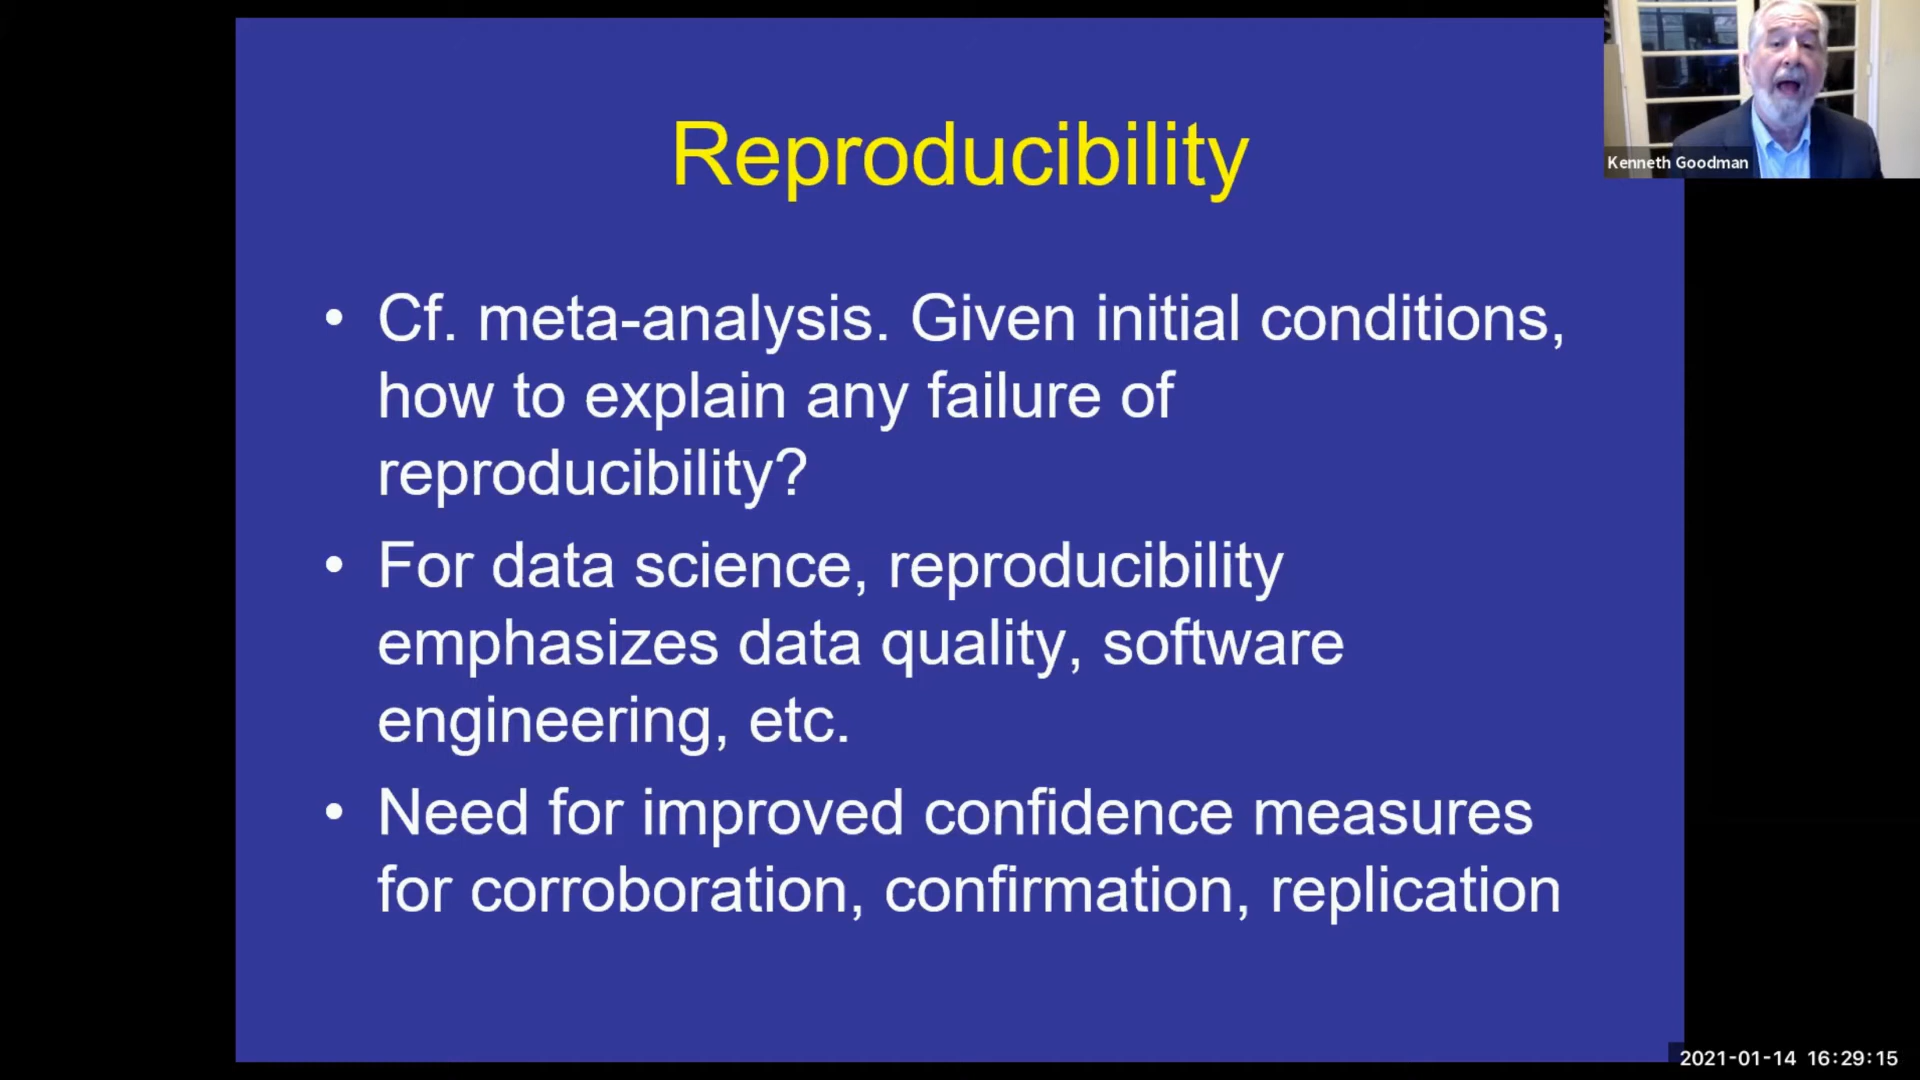 Reproducibility
• Cf. meta-analysis. Given initial conditions,
how to explain any failure of
reproducibility?
• For data science, reproducibility
emphasizes data quality, software
engineering, etc.
• Need for improved confidence measures
for corroboration, confirmation, replication
Kenneth Goodman
2021-01-14 16:29:15